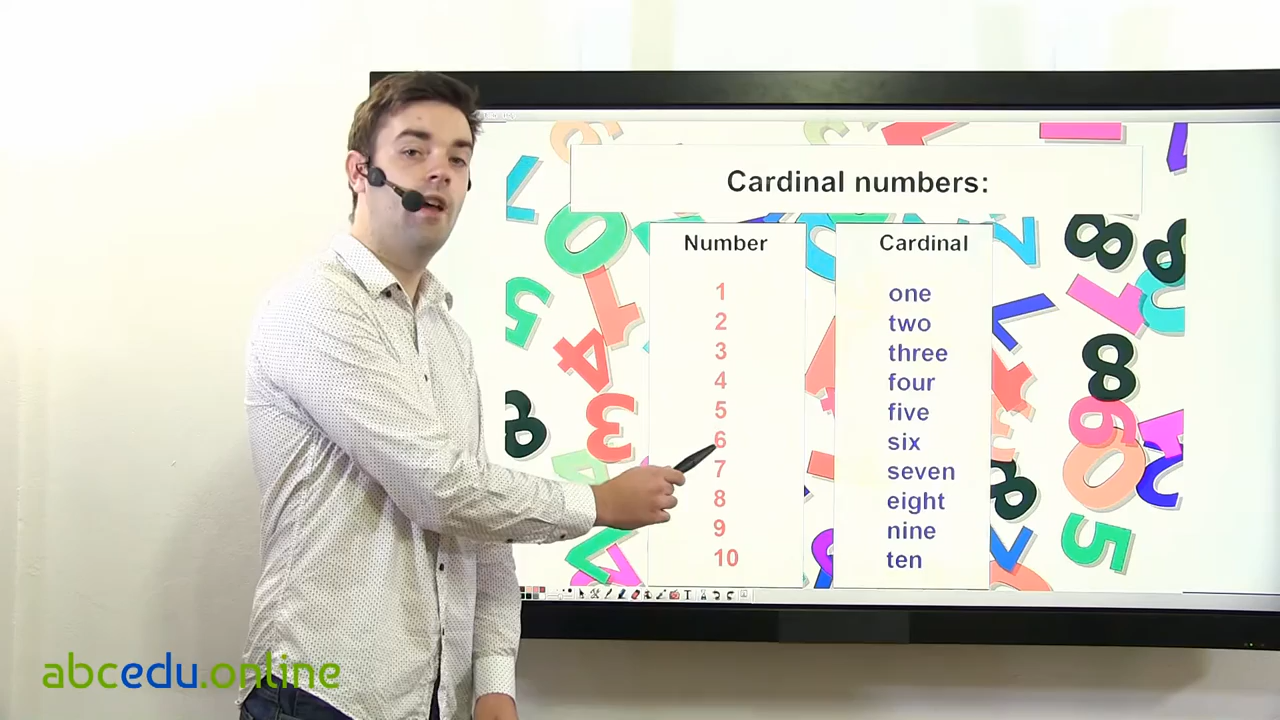 Cardinal numbers:
Number Cardinal
1 one
2 two
3 three
4 four
5 five
6 six
7 seven
8 eight
9 nine
10 ten
abcedu.online